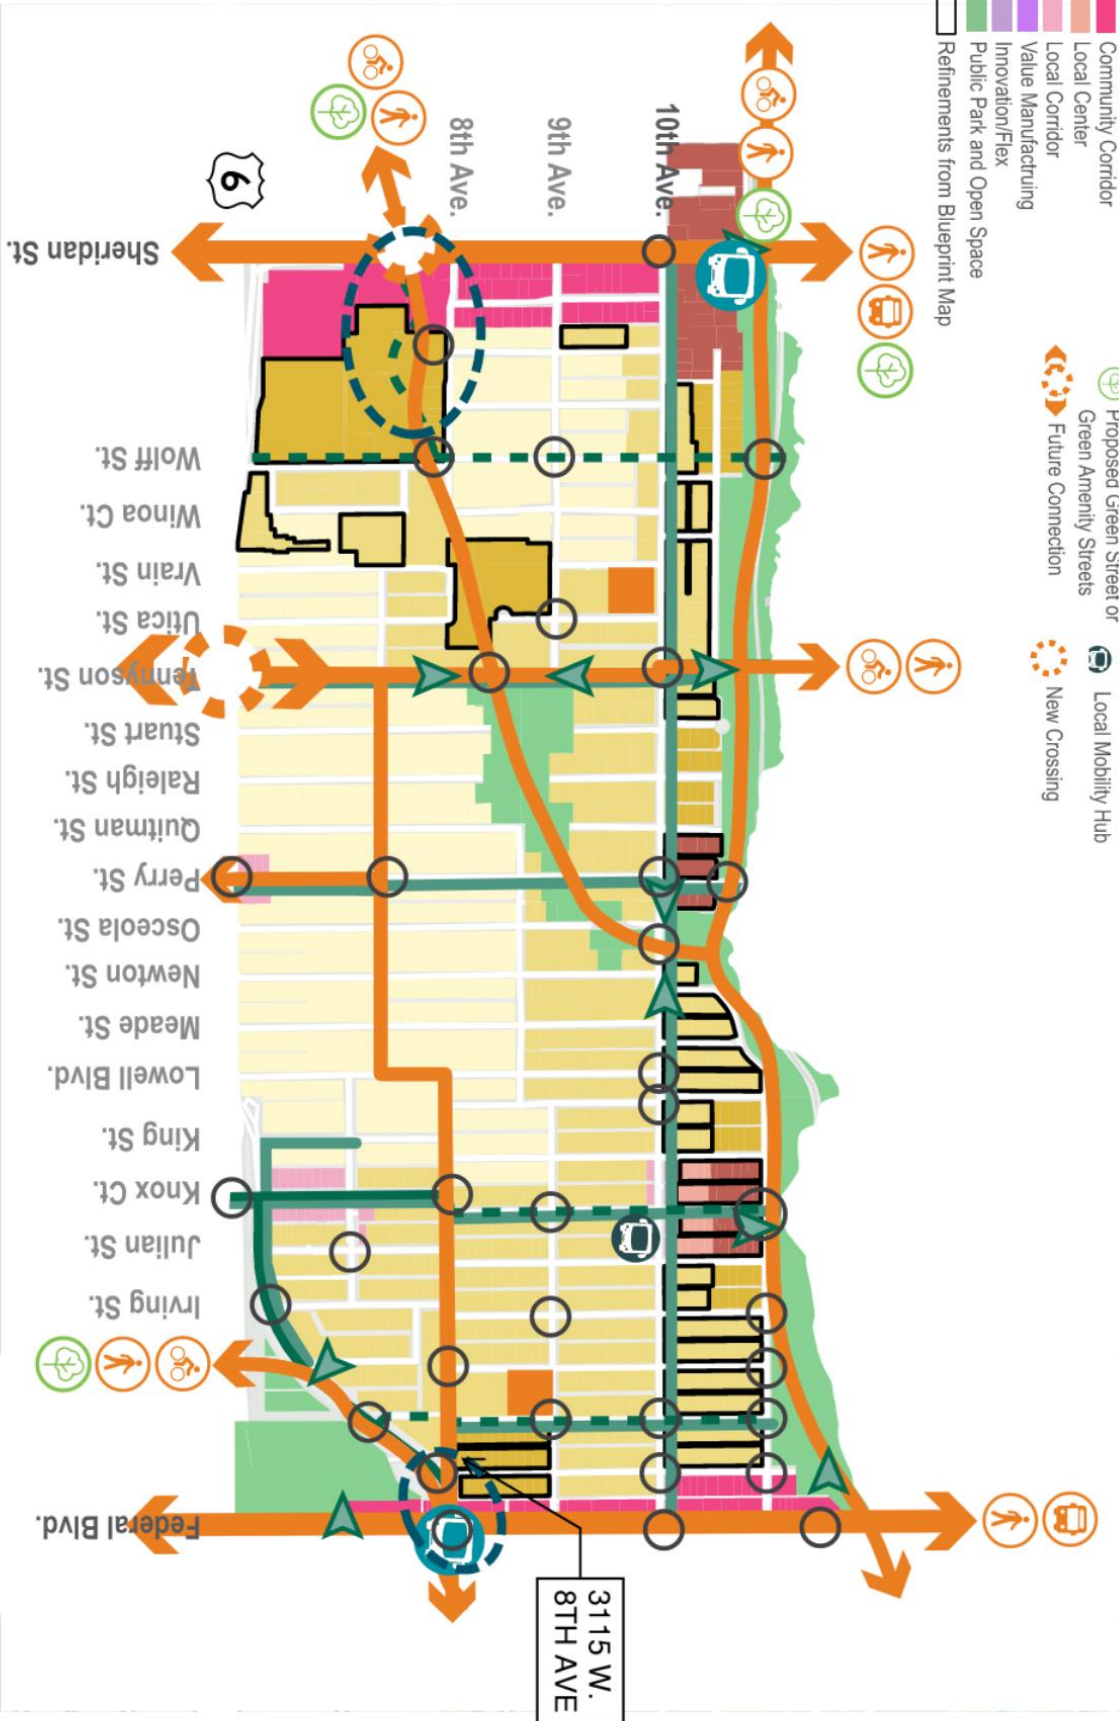 Community Corridor
Local Center
Local Corridor
Value Manufactruing
Innovation/Flex
Public Park and Open Space
Refinements from Blueprint Map
Proposed Green Street or
Green Amenity Streets
Future Connection
Local Mobility Hub
New Crossing
8th Ave.
9th Ave.
10th Ave.
6
Sheridan St.
Wolff St.
Winoa Ct.
Vrain St.
Utica St.
Tennyson St.
Stuart St.
Raleigh St.
Quitman St.
Perry St.
Osceola St.
Newton St.
Meade St.
Lowell Blvd.
King St.
Knox Ct.
Julian St.
Irving St.
Federal Blvd.
3115 W.
8TH AVE